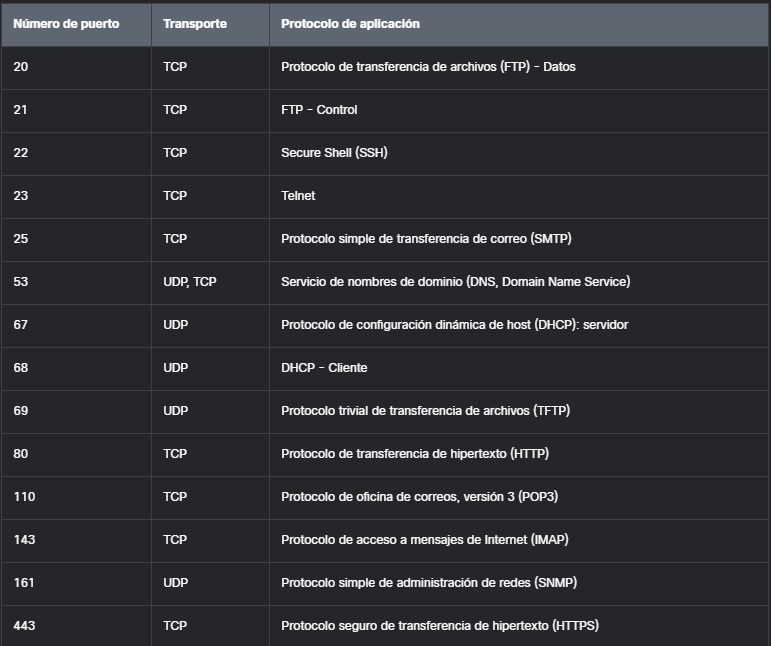 Número de puerto Transporte Protocolo de aplicación
20 TCP Protocolo de transferencia de archivos (FTP) - Datos
21 TCP FTP - Control
22 TCP Secure Shell (SSH)
23 TCP Telnet
25 TCP Protocolo simple de transferencia de correo (SMTP)
53 UDP, TCP Servicio de nombres de dominio (DNS, Domain Name Service)
67 UDP Protocolo de configuración dinámica de host (DHCP): servidor
68 UDP DHCP - Cliente
69 UDP Protocolo trivial de transferencia de archivos (TFTP)
80 TCP Protocolo de transferencia de hipertexto (HTTP)
110 TCP Protocolo de oficina de correos, versión 3 (POP3)
143 TCP Protocolo de acceso a mensajes de Internet (IMAP)
161 UDP Protocolo simple de administración de redes (SNMP)
443 TCP Protocolo seguro de transferencia de hipertexto (HTTPS)